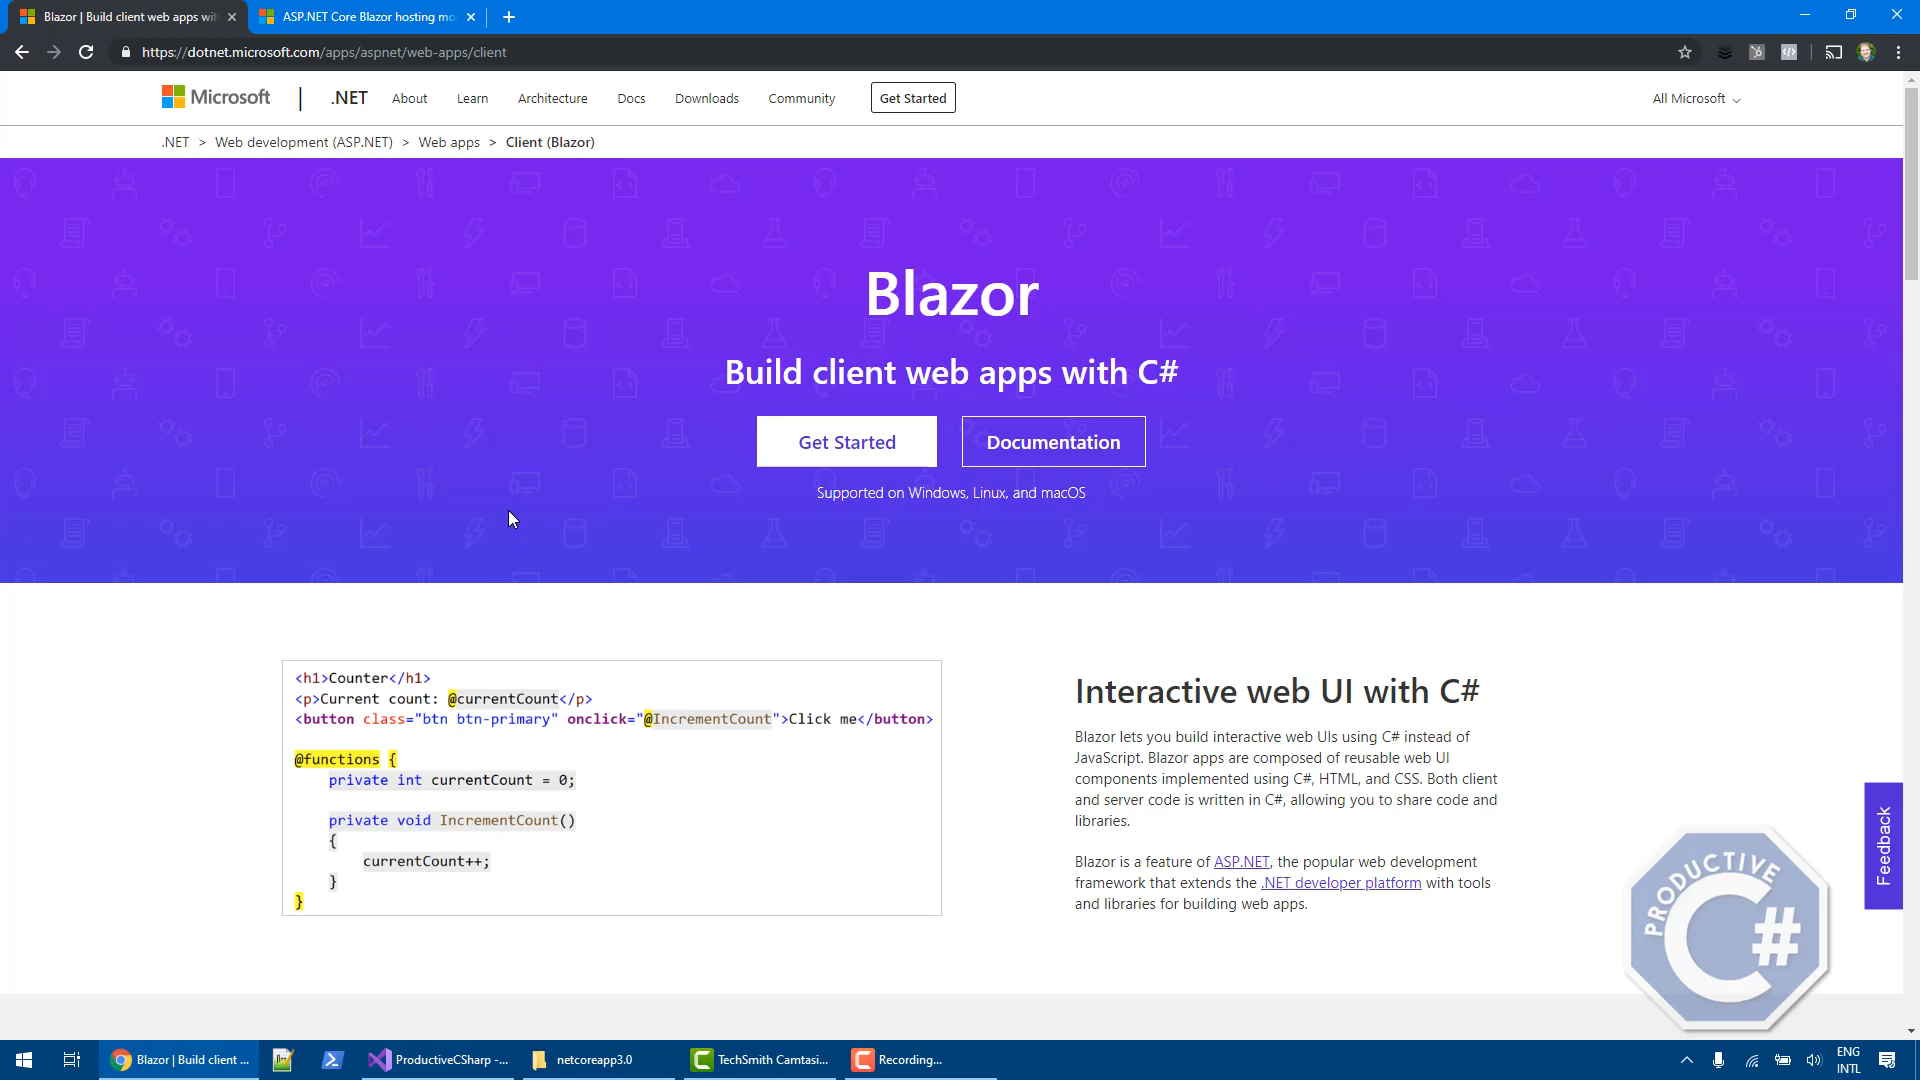 Blazor | Build client web apps wit
ASP.NET Core Blazor hosting mo
https://dotnet.microsoft.com/apps/aspnet/web-apps/client
Microsoft
.NET
About
Learn
Architecture
Docs
Downloads
Community
Get Started
All Microsoft
.NET > Web development (ASP.NET) > Web apps > Client (Blazor)
Blazor
Build client web apps with C#
Get Started
Documentation
Supported on Windows, Linux, and macOS
<h1>Counter</h1>
<p>Current count: @currentCount</p>
<button class="btn btn-primary" onclick="@IncrementCount">Click me</button>
@functions {
private int currentCount = 0;
private void IncrementCount()
{
currentCount++;
}
}
Interactive web UI with C#
Blazor lets you build interactive web UIs using C# instead of
JavaScript. Blazor apps are composed of reusable web UI
components implemented using C#, HTML, and CSS. Both client
and server code is written in C#, allowing you to share code and
libraries.
Blazor is a feature of ASP.NET, the popular web development
framework that extends the .NET developer platform with tools
and libraries for building web apps.
Feedback
PRODUCTIVE
C#
Blazor | Build client ...
ProductiveCSharp -...
netcoreapp3.0
TechSmith Camtasi...
Recording...
ENG
INTL